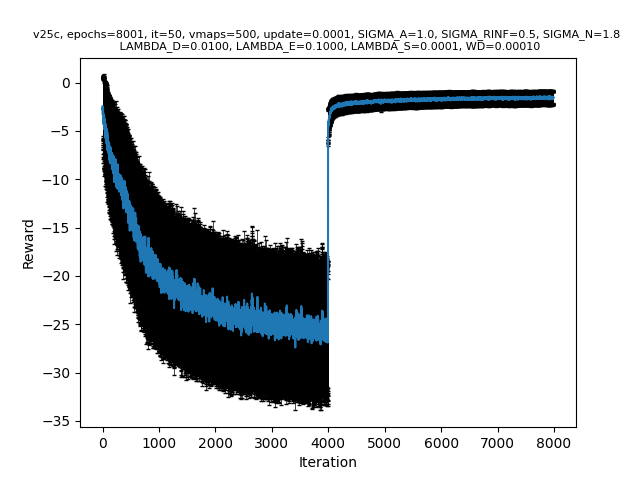 v25c, epochs=8001, it=50, vmaps=500, update=0.0001, SIGMA_A=1.0, SIGMA_RINF=0.5, SIGMA_N=1.8
LAMBDA_D=0.0100, LAMBDA_E=0.1000, LAMBDA_S=0.0001, WD=0.00010
0
−5
−10
−15
−20
−25
−30
−35
Reward
0 1000 2000 3000 4000 5000 6000 7000 8000
Iteration